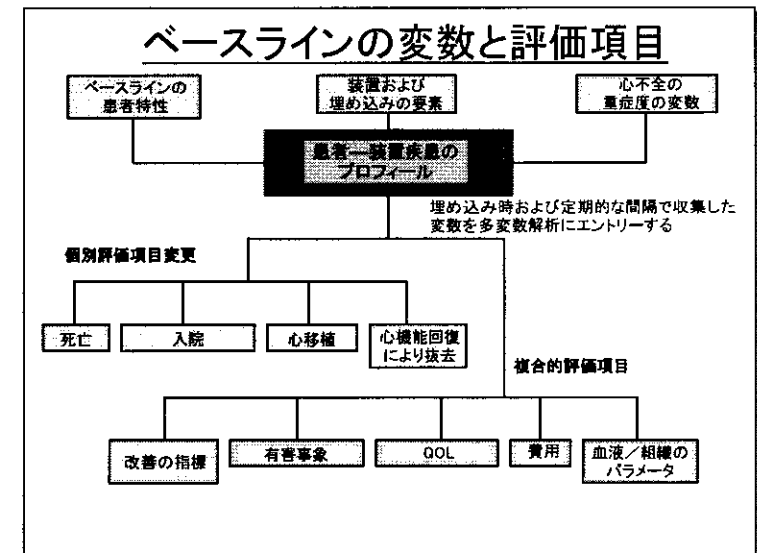 ベースラインの変数と評価項目
ベースラインの
患者特性
装置および
埋め込みの要素
心不全の
重症度の変数
患者―装置疾患の
プロフィール
埋め込み時および定期的な間隔で収集した
変数を多変数解析にエントリーする
個別評価項目変更
死亡
入院
心移植
心機能回復
により抜去
複合的評価項目
改善の指標
有害事象
QOL
費用
血液／組織の
パラメータ